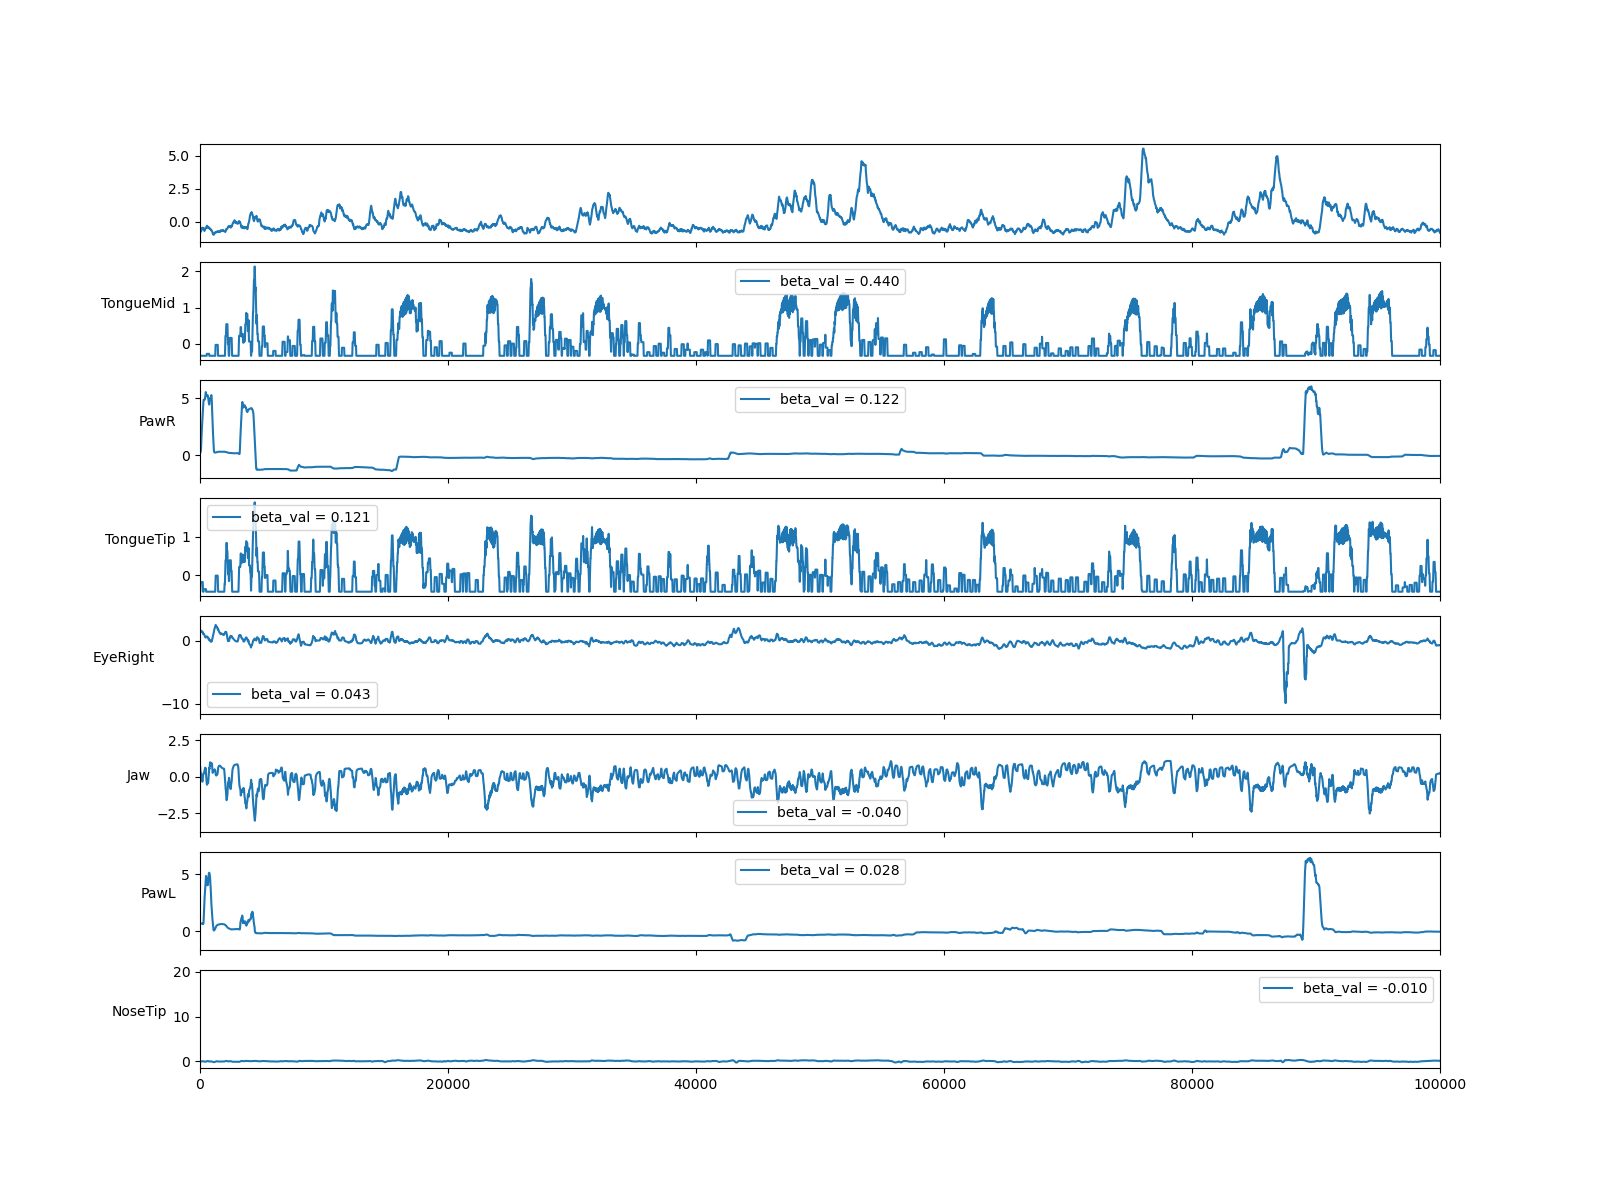 5.0
2.5
0.0
TongueMid
2
1
0
beta_val = 0.440
PawR
5
0
beta_val = 0.122
TongueTip
1
0
beta_val = 0.121
EyeRight
0
−10
beta_val = 0.043
Jaw
2.5
0.0
−2.5
beta_val = -0.040
PawL
5
0
beta_val = 0.028
NoseTip
20
10
0
beta_val = -0.010
0 20000 40000 60000 80000 100000